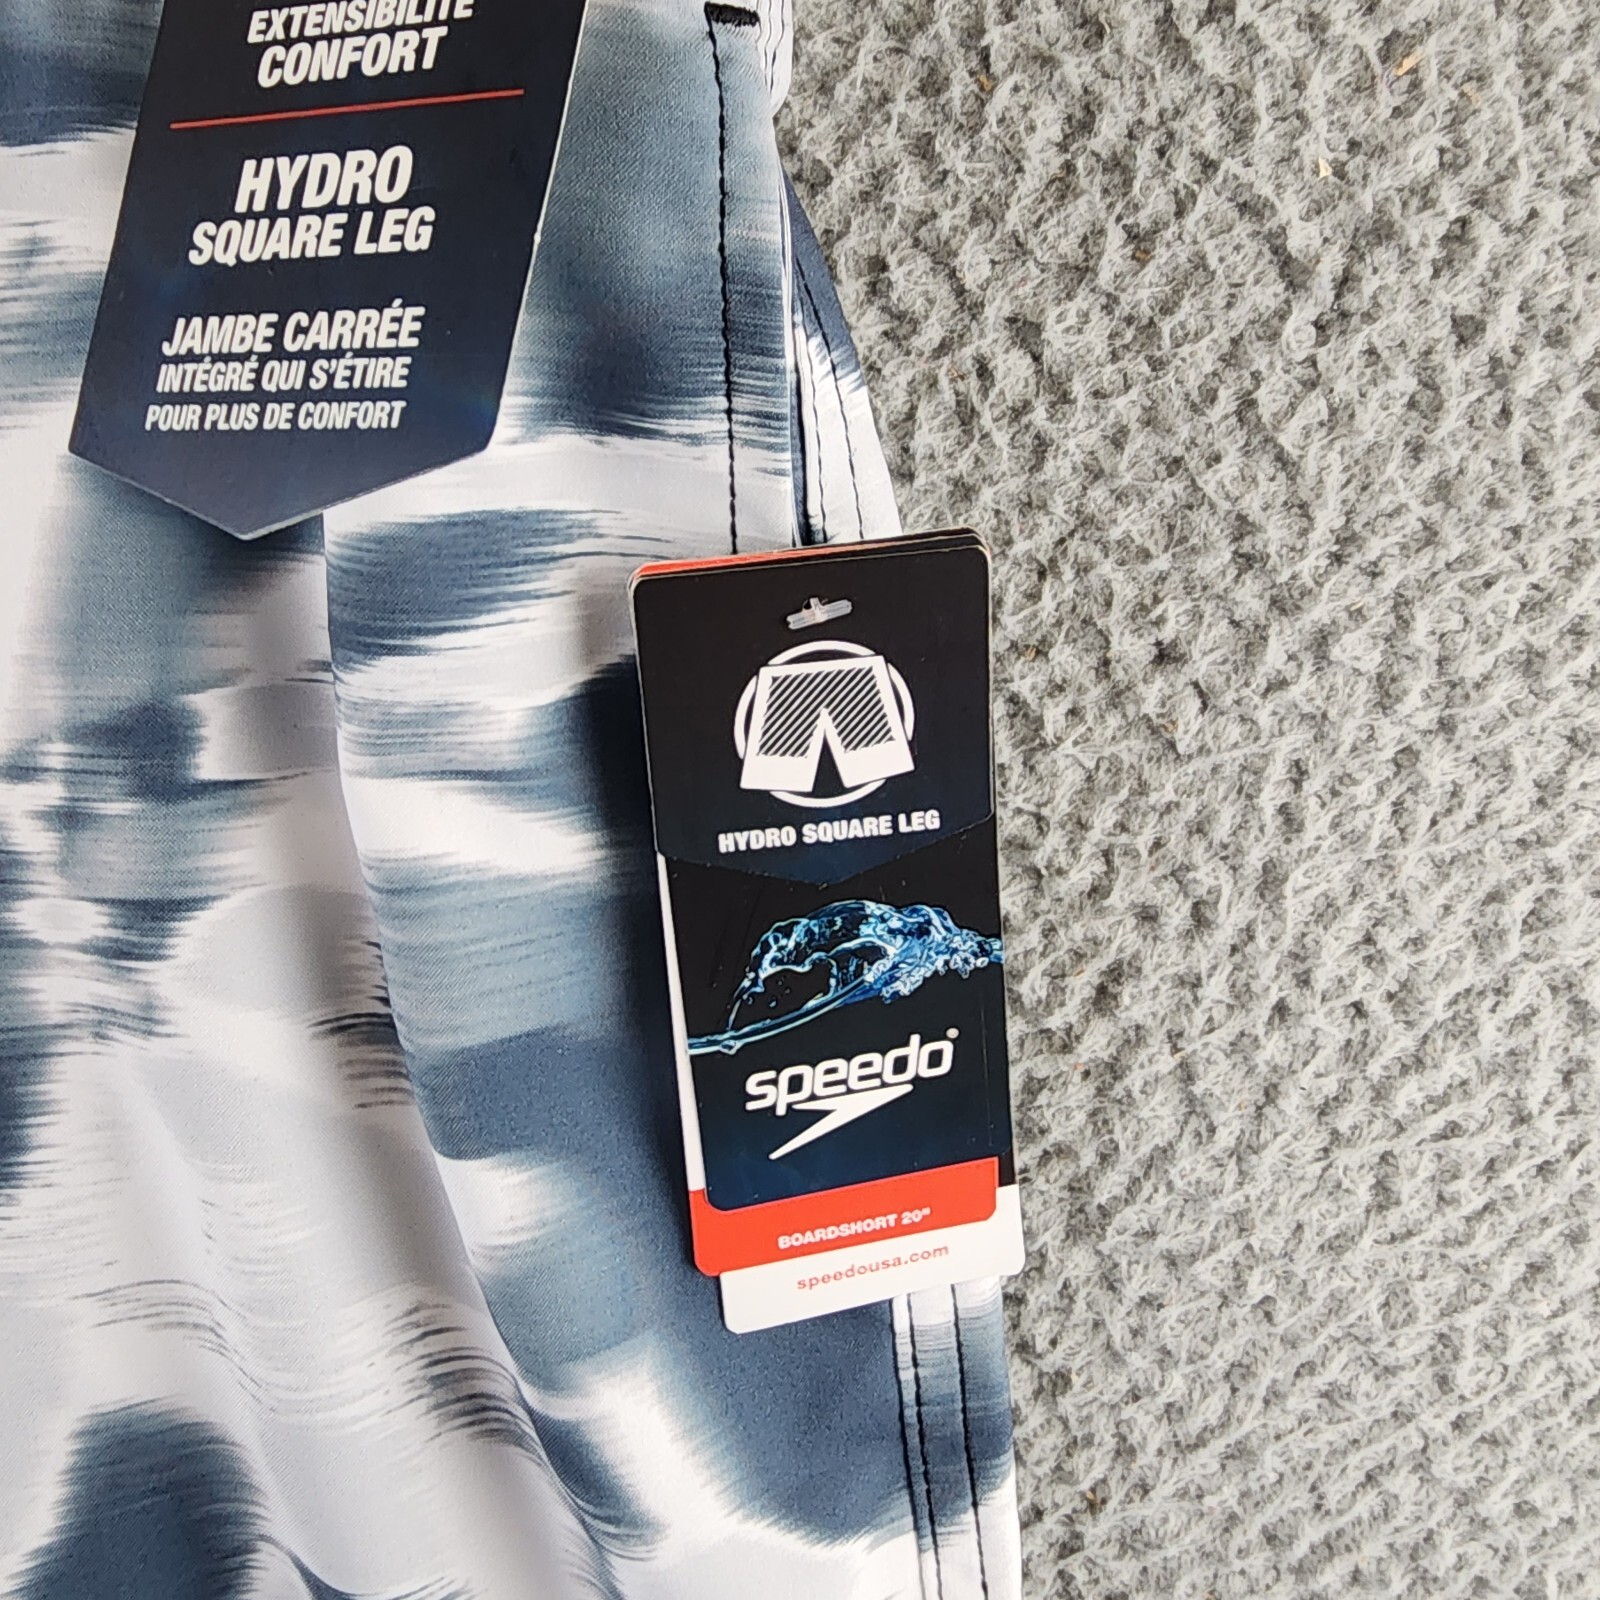 EXTENSIBILITÉ
CONFORT
HYDRO
SQUARE LEG
JAMBE CARRÉE
INTÉGRÉ QUI S'ÉTIRE
POUR PLUS DE CONFORT
HYDRO SQUARE LEG
speedo
BOARDSHORT 20"
speedousa.com